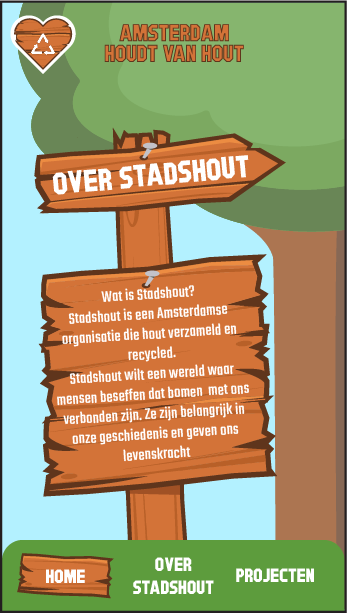 AMSTERDAM
HOUDT VAN HOUT
OVER STADSHOUT
Wat is Stadshout?
Stadshout is een Amsterdamse
organisatie die hout verzameld en
recycled.
Stadshout wilt een wereld waar
mensen beseffen dat bomen met ons
verbonden zijn. Ze zijn belangrijk in
onze geschiedenis en geven ons
levenskracht
HOME
OVER
STADSHOUT
PROJECTEN